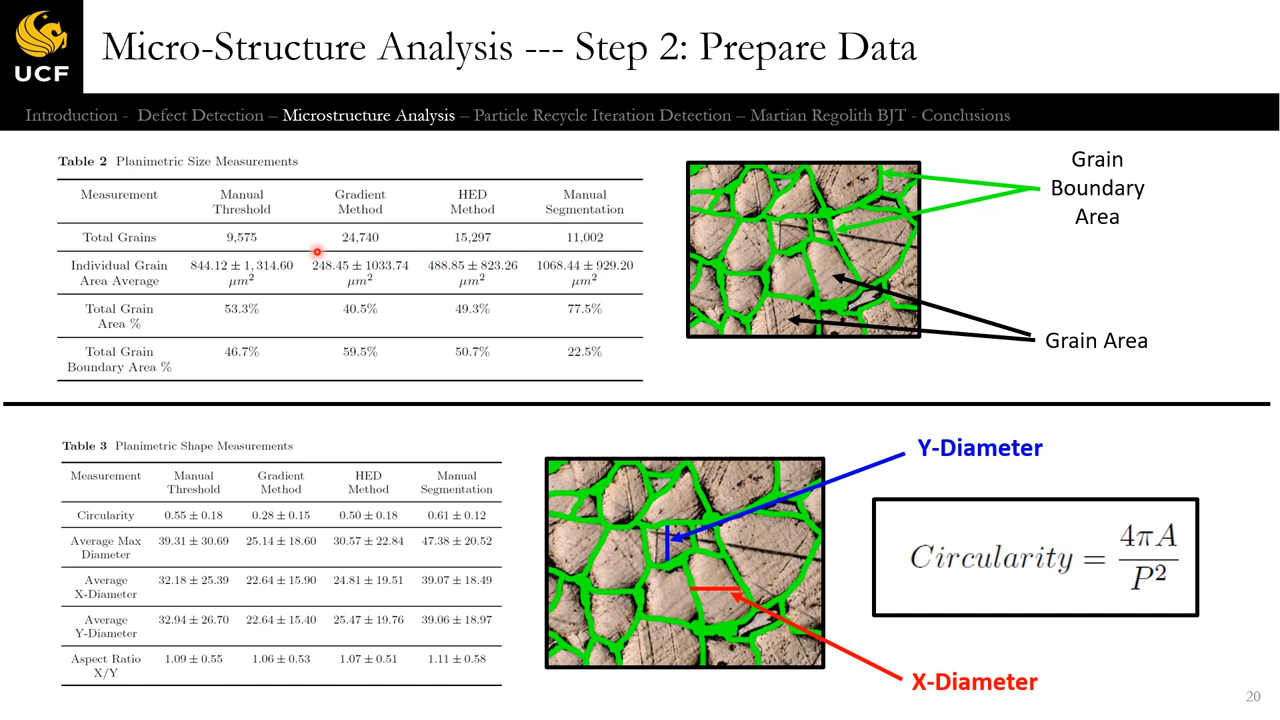 UCF
Micro-Structure Analysis --- Step 2: Prepare Data
Introduction - Defect Detection – Microstructure Analysis – Particle Recycle Iteration Detection – Martian Regolith BJT - Conclusions
Table 2 Planimetric Size Measurements
Measurement Manual Threshold Gradient Method HED Method Manual Segmentation
Total Grains 9,575 24,740 15,297 11,002
Individual Grain Area Average 844.12 ± 1,314.60 μm² 248.45 ± 1033.74 μm² 488.85 ± 823.26 μm² 1068.44 ± 929.20 μm²
Total Grain Area % 53.3% 40.5% 49.3% 77.5%
Total Grain Boundary Area % 46.7% 59.5% 50.7% 22.5%
Grain
Boundary
Area
Grain Area
Table 3 Planimetric Shape Measurements
Measurement Manual Threshold Gradient Method HED Method Manual Segmentation
Circularity 0.55 ± 0.18 0.28 ± 0.15 0.50 ± 0.18 0.61 ± 0.12
Average Max Diameter 39.31 ± 30.69 25.14 ± 18.60 30.57 ± 22.84 47.38 ± 20.52
Average X-Diameter 32.18 ± 25.39 22.64 ± 15.90 24.81 ± 19.51 39.07 ± 18.49
Average Y-Diameter 32.94 ± 26.70 22.64 ± 15.40 25.47 ± 19.76 39.06 ± 18.97
Aspect Ratio X/Y 1.09 ± 0.55 1.06 ± 0.53 1.07 ± 0.51 1.11 ± 0.58
Y-Diameter
Circularity = 4πA / P²
X-Diameter
20